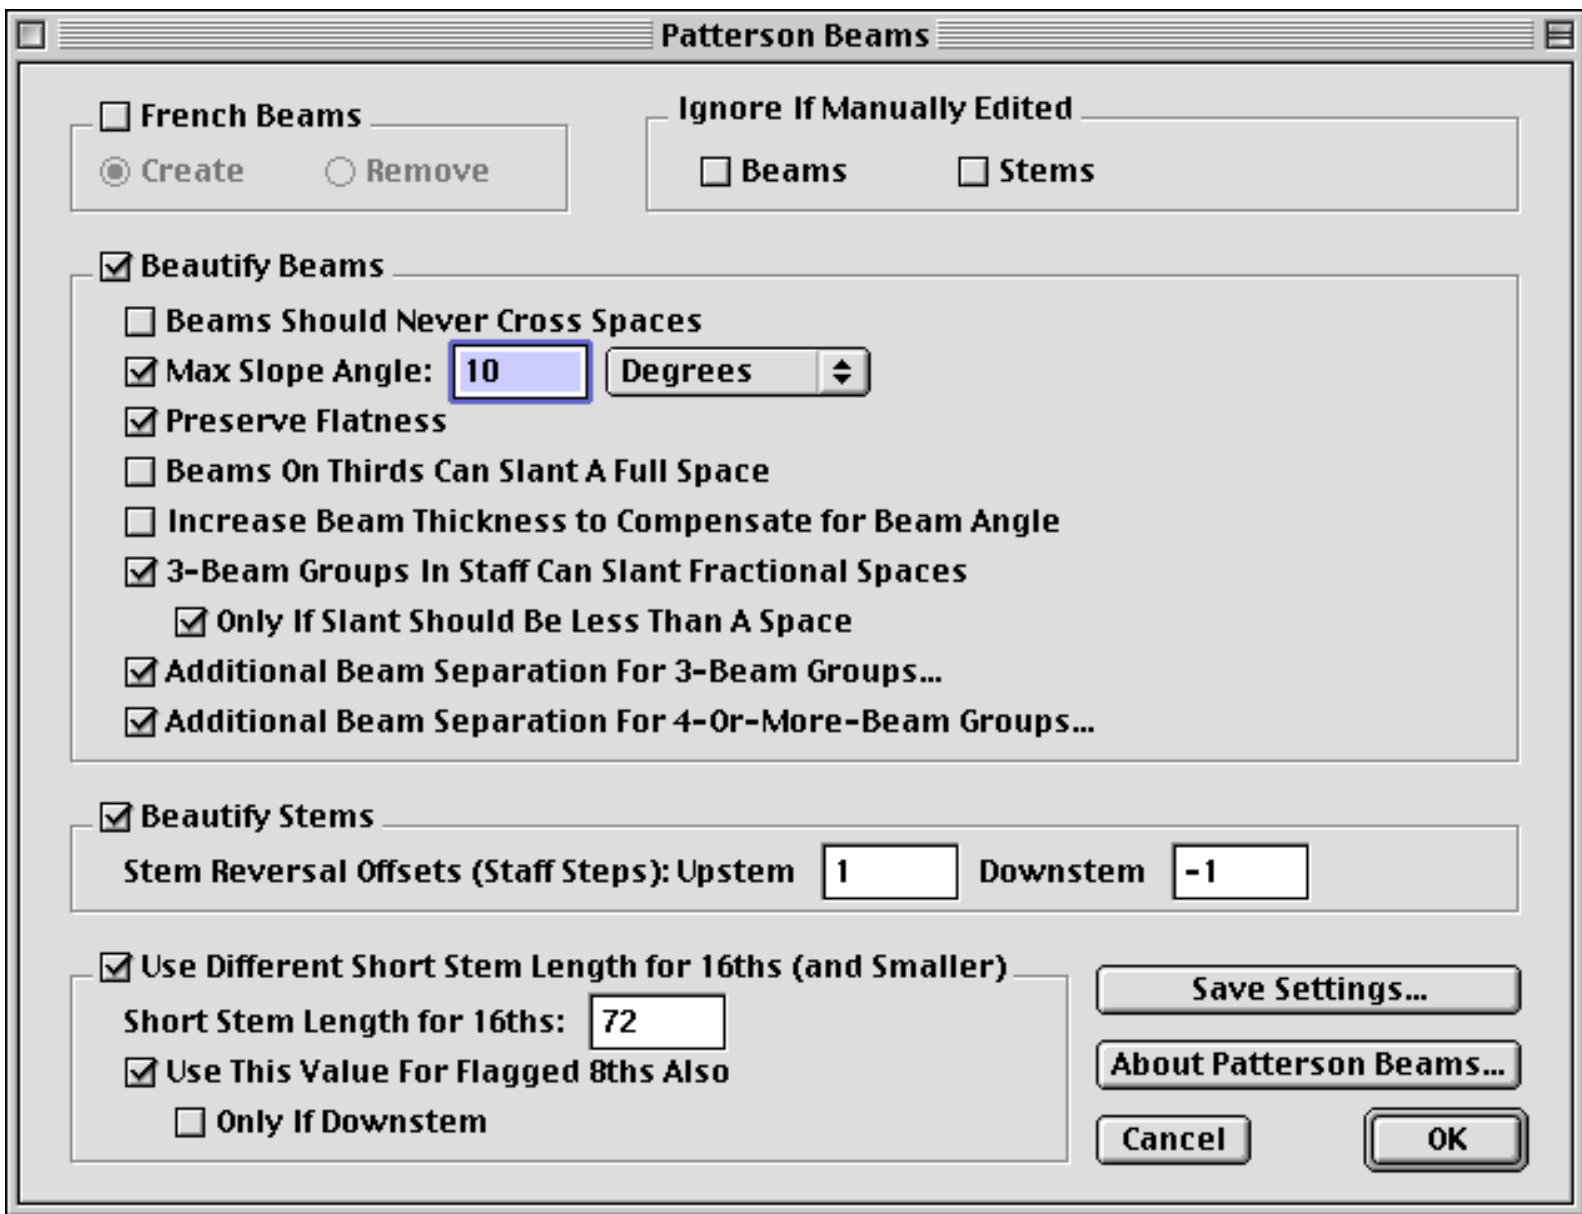 Patterson Beams
French Beams
Create Remove
Ignore If Manually Edited
Beams Stems
Beautify Beams
Beams Should Never Cross Spaces
Max Slope Angle: 10 Degrees
Preserve Flatness
Beams On Thirds Can Slant A Full Space
Increase Beam Thickness to Compensate for Beam Angle
3-Beam Groups In Staff Can Slant Fractional Spaces
Only If Slant Should Be Less Than A Space
Additional Beam Separation For 3-Beam Groups...
Additional Beam Separation For 4-Or-More-Beam Groups...
Beautify Stems
Stem Reversal Offsets (Staff Steps): Upstem 1 Downstem -1
Use Different Short Stem Length for 16ths (and Smaller)
Short Stem Length for 16ths: 72
Use This Value For Flagged 8ths Also
Only If Downstem
Save Settings...
About Patterson Beams...
Cancel OK